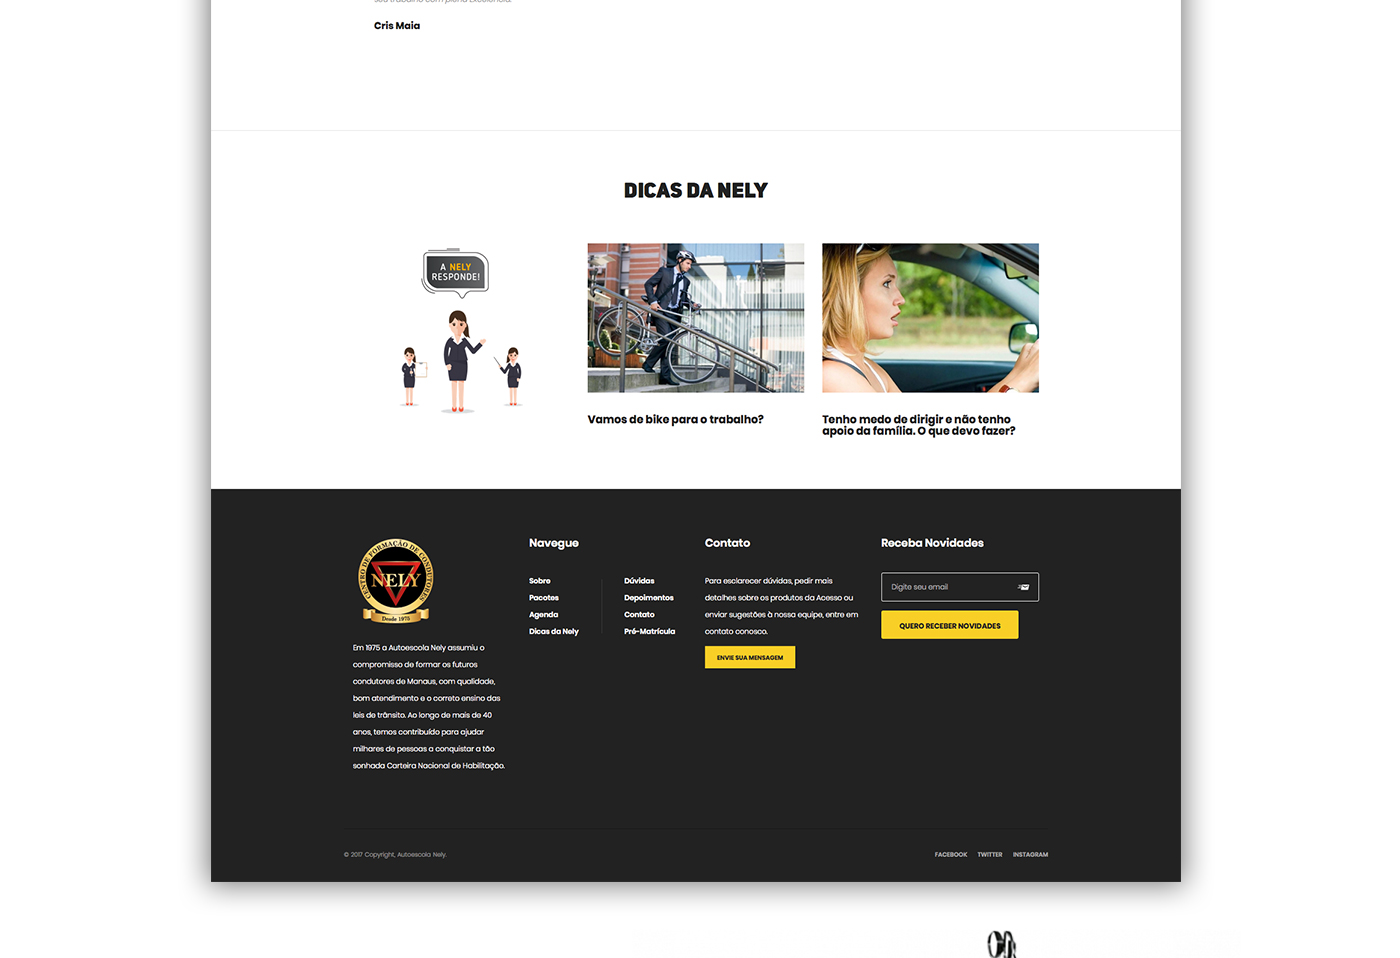 seu trabalho com plena excelência.
Cris Maia
DICAS DA NELY
A NELY
RESPONDE!
Vamos de bike para o trabalho?
Tenho medo de dirigir e não tenho
apoio da família. O que devo fazer?
CENTRO DE FORMAÇÃO DE CONDUTORES
NELY
Desde 1975
Em 1975 a Autoescola Nely assumiu o
compromisso de formar os futuros
condutores de Manaus, com qualidade,
bom atendimento e o correto ensino das
leis de trânsito. Ao longo de mais de 40
anos, temos contribuído para ajudar
milhares de pessoas a conquistar a tão
sonhada Carteira Nacional de Habilitação.
Navegue
Sobre
Pacotes
Agenda
Dicas da Nely
Dúvidas
Depoimentos
Contato
Pré-Matrícula
Contato
Para esclarecer dúvidas, pedir mais
detalhes sobre os produtos da Acesso ou
enviar sugestões à nossa equipe, entre em
contato conosco.
ENVIE SUA MENSAGEM
Receba Novidades
Digite seu email
QUERO RECEBER NOVIDADES
© 2017 Copyright, Autoescola Nely.
FACEBOOK TWITTER INSTAGRAM